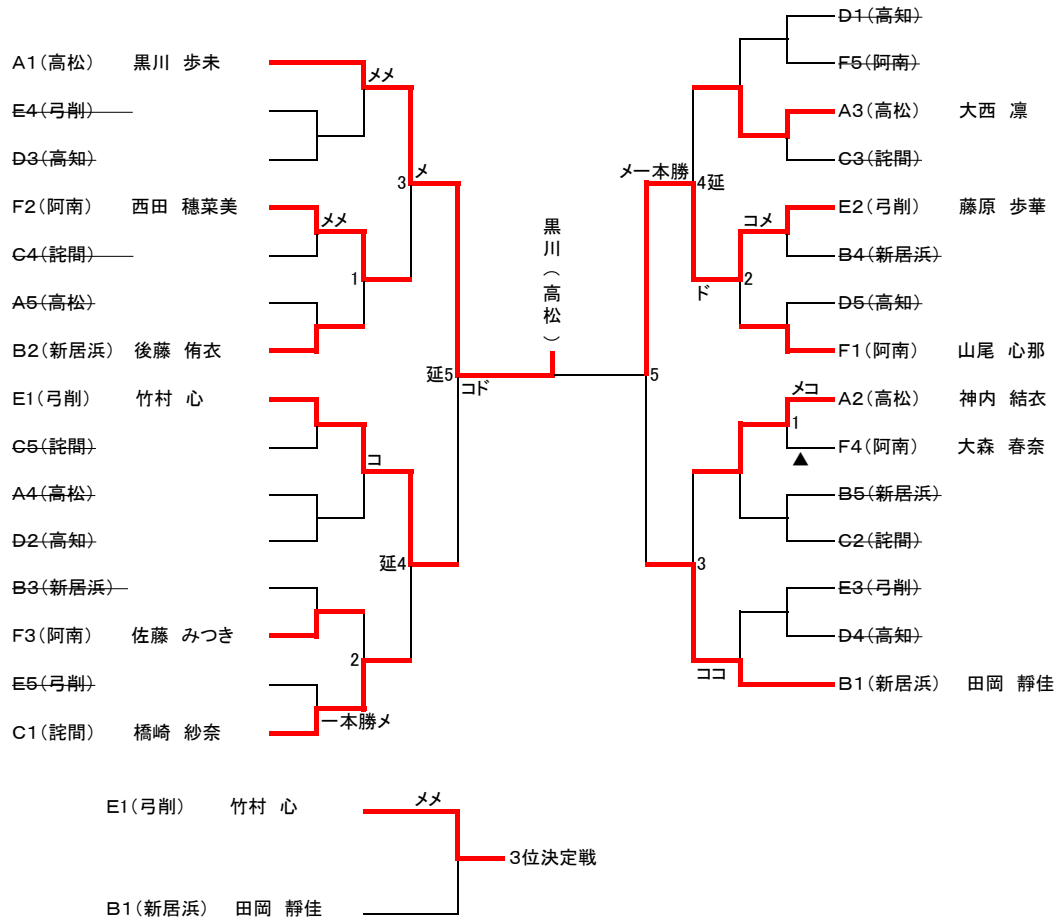 A1(高松) 黒川 歩未
メメ
E4(弓削)
D3(高知)
3
メ
F2(阿南) 西田 穂菜美
メメ
C4(詫間)
1
A5(高松)
B2(新居浜) 後藤 侑衣
延5
コド
E1(弓削) 竹村 心
C5(詫間)
コ
A4(高松)
D2(高知)
延4
B3(新居浜)
F3(阿南) 佐藤 みつき
2
E5(弓削)
一本勝メ
C1(詫間) 橋崎 紗奈
黒川(高松)
D1(高知)
F5(阿南)
A3(高松) 大西 凛
C3(詫間)
メ一本勝
4延
E2(弓削) 藤原 歩華
コメ
B4(新居浜)
2
ド
D5(高知)
F1(阿南) 山尾 心那
5
メコ
A2(高松) 神内 結衣
1
F4(阿南) 大森 春奈
▲
B5(新居浜)
C2(詫間)
3
E3(弓削)
D4(高知)
ココ
B1(新居浜) 田岡 靜佳
E1(弓削) 竹村 心
メメ
3位決定戦
B1(新居浜) 田岡 靜佳